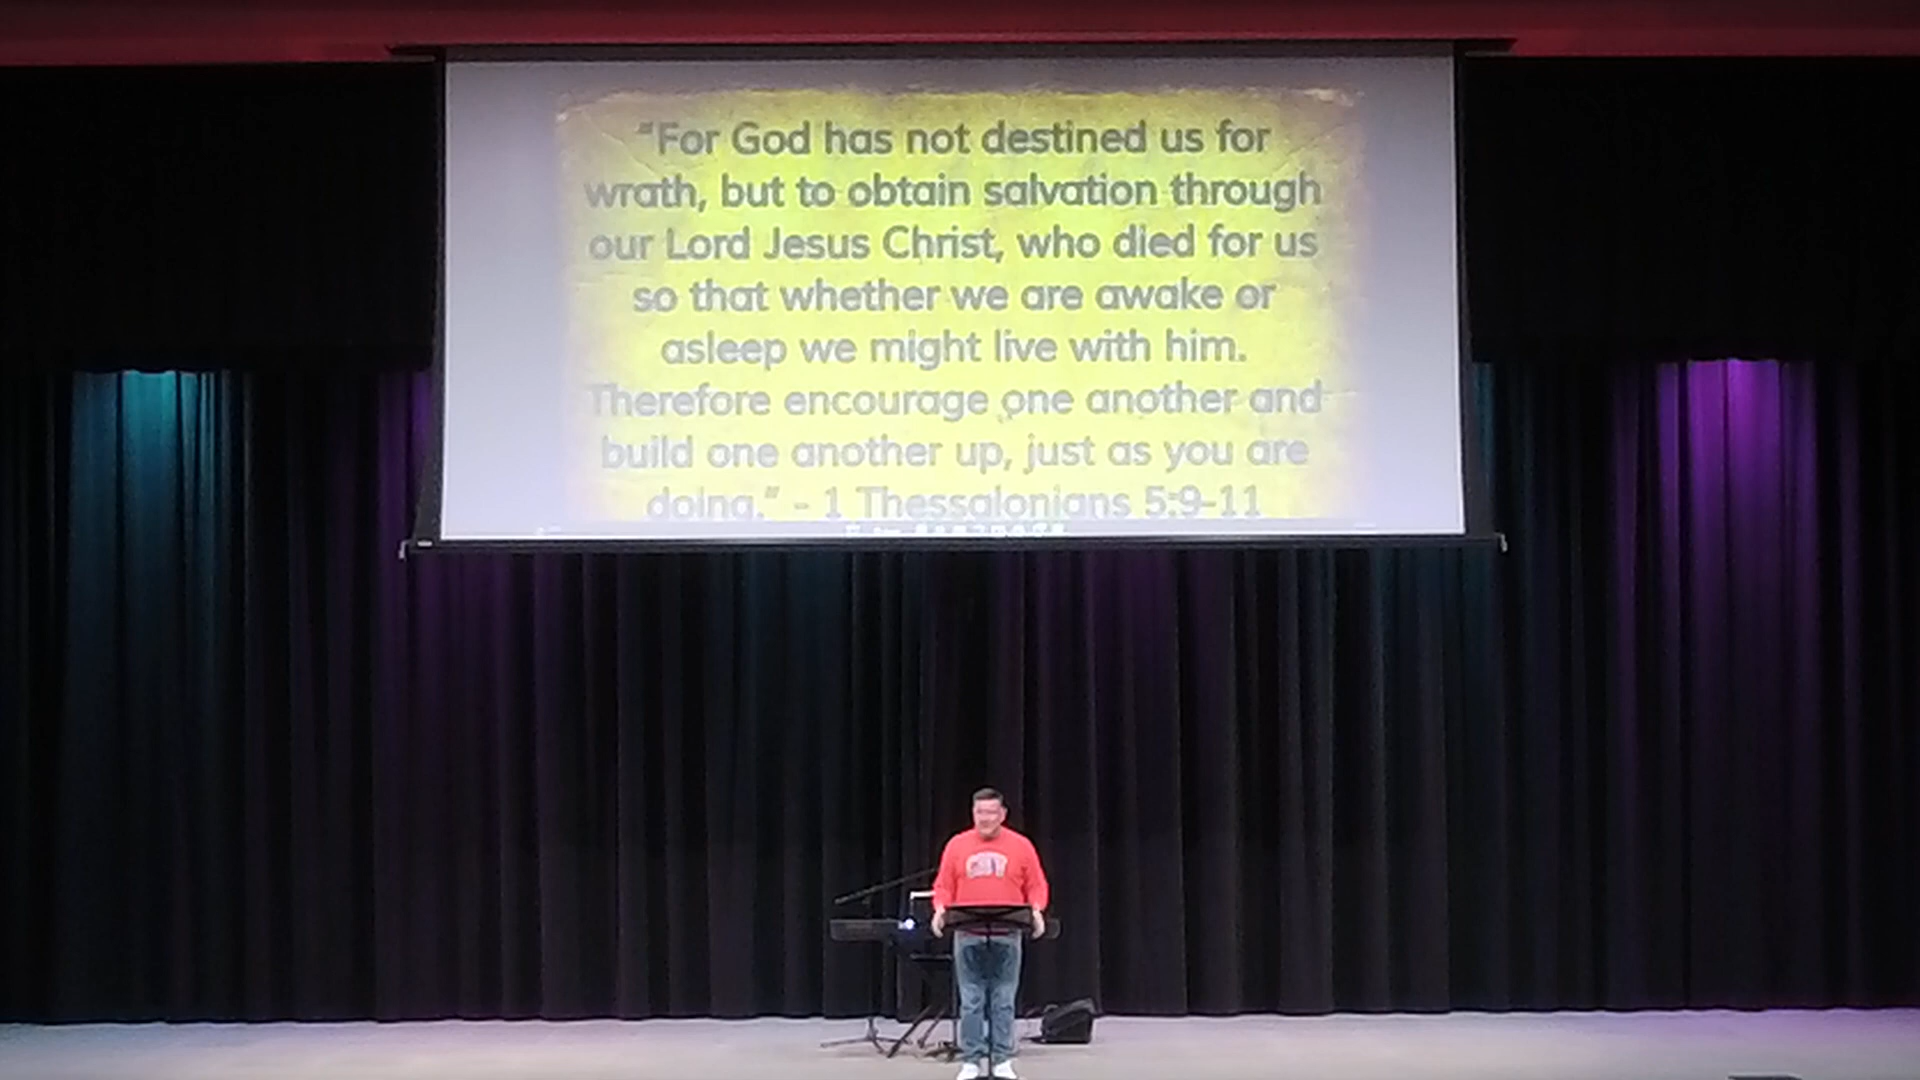 “For God has not destined us for
wrath, but to obtain salvation through
our Lord Jesus Christ, who died for us
so that whether we are awake or
asleep we might live with him.
Therefore encourage one another and
build one another up, just as you are
doing.” - 1 Thessalonians 5:9-11